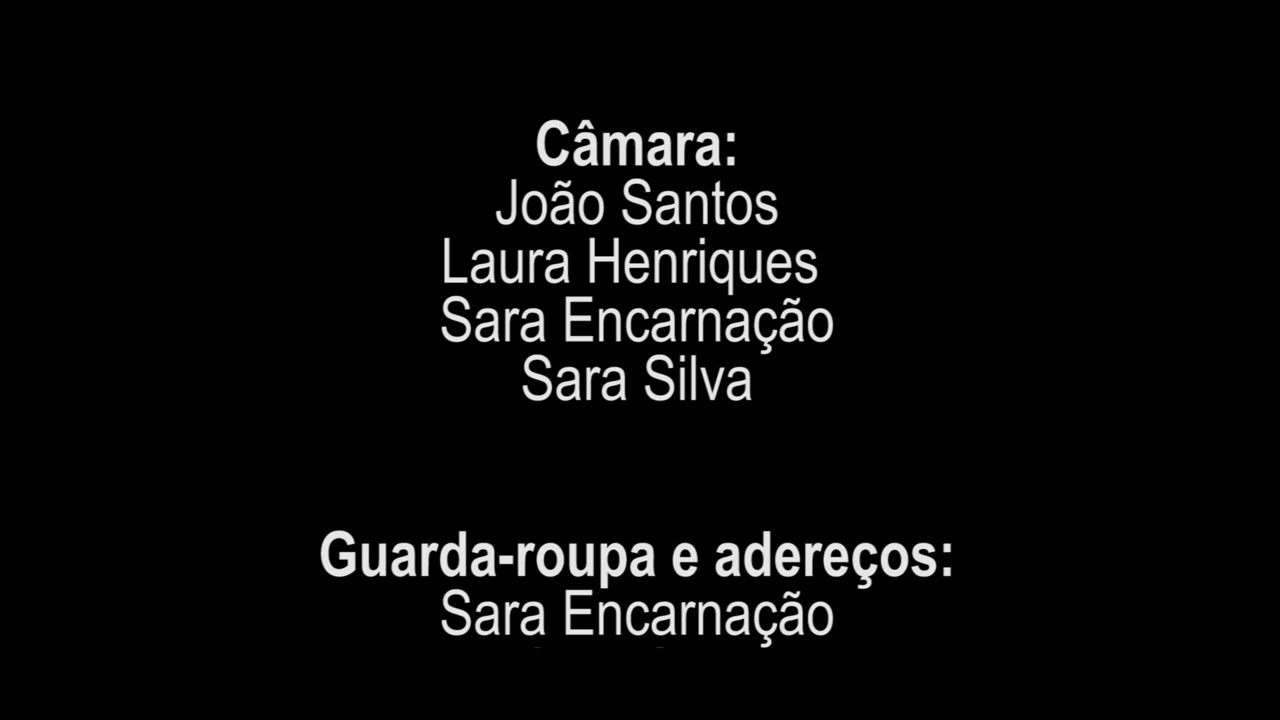 Câmara:
João Santos
Laura Henriques
Sara Encarnação
Sara Silva
Guarda-roupa e adereços:
Sara Encarnação